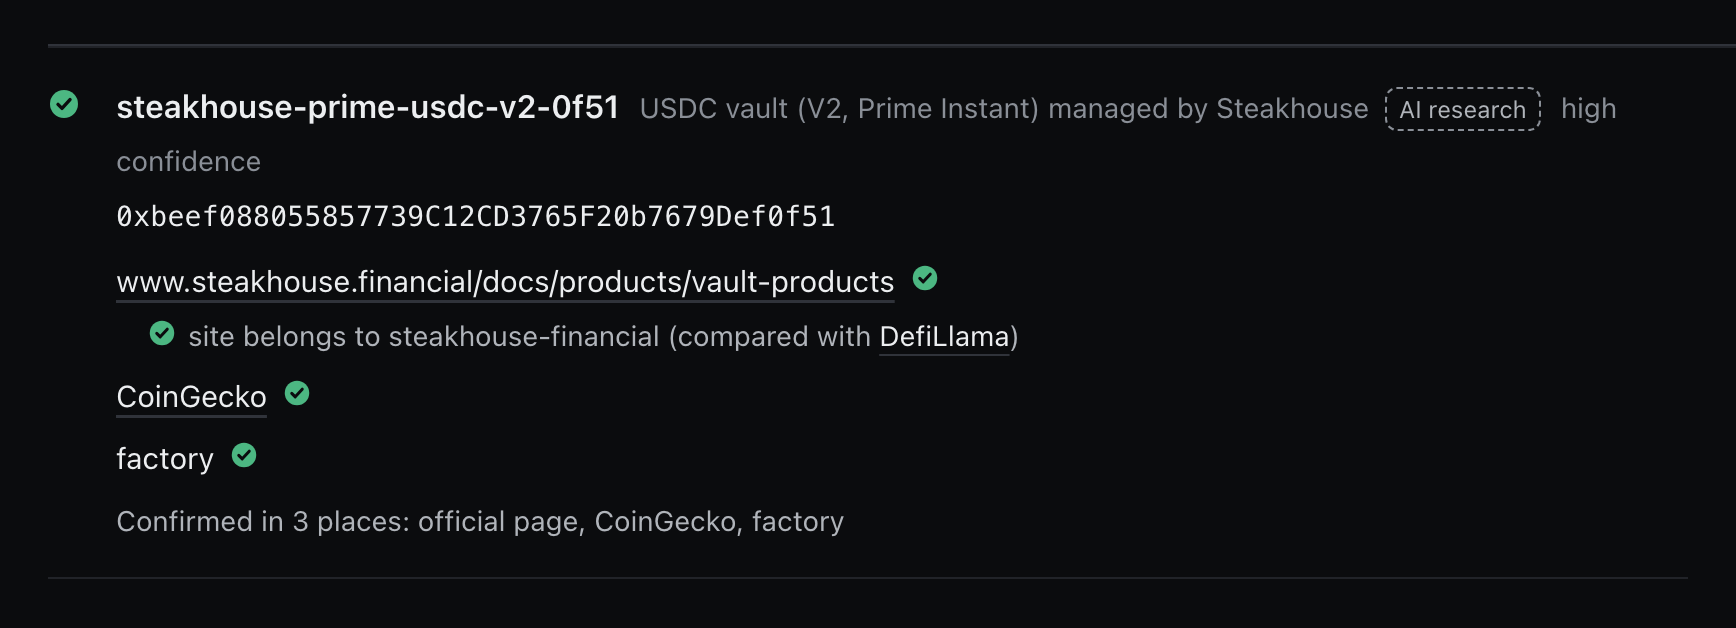 steakhouse-prime-usdc-v2-0f51 USDC vault (V2, Prime Instant) managed by Steakhouse AI research high
confidence
0xbeef088055857739C12CD3765F20b7679Def0f51
www.steakhouse.financial/docs/products/vault-products
site belongs to steakhouse-financial (compared with DefiLlama)
CoinGecko
factory
Confirmed in 3 places: official page, CoinGecko, factory